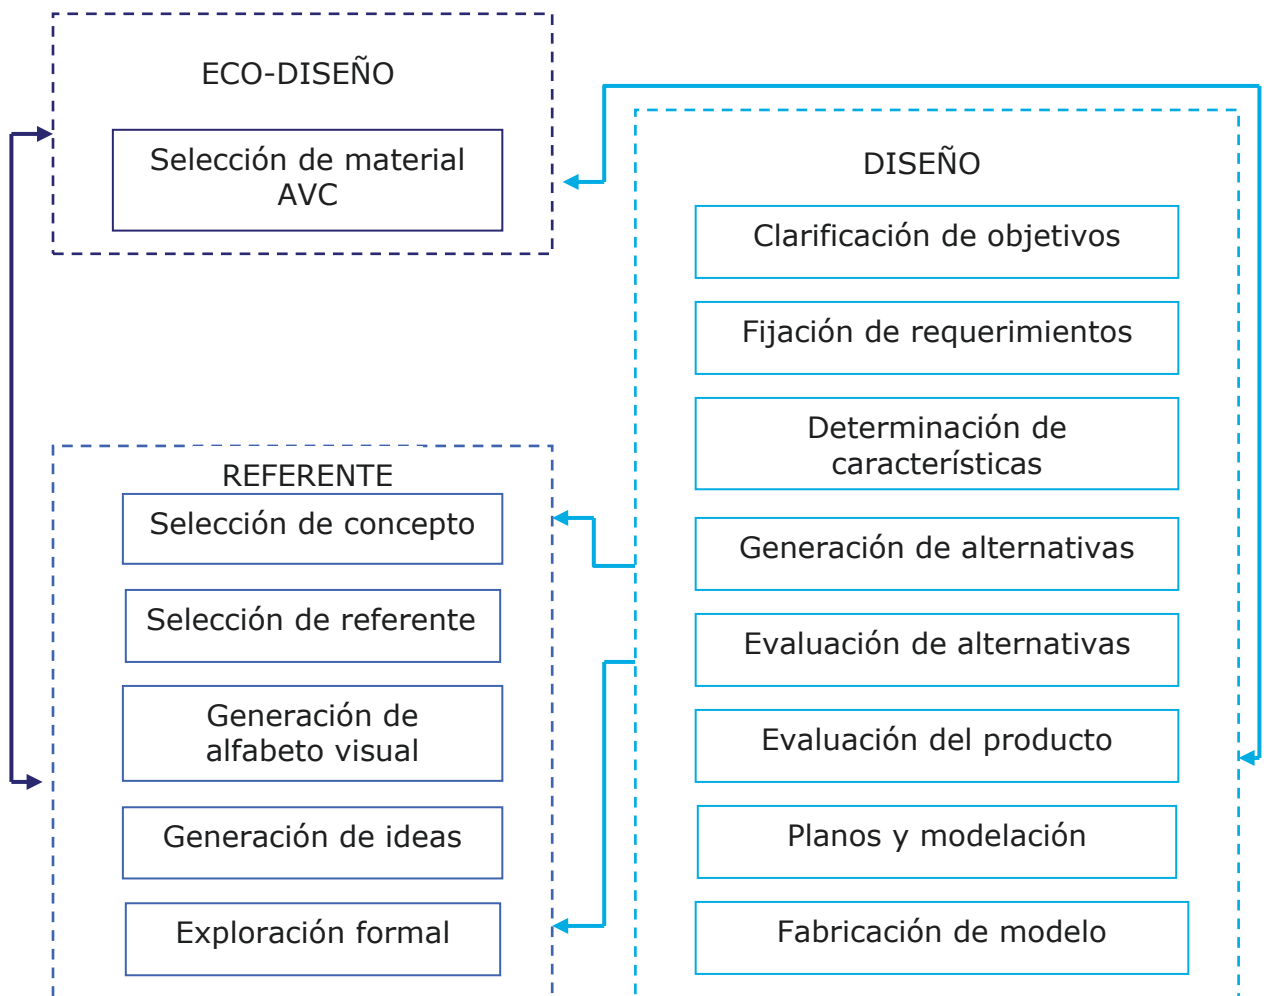 ECO-DISEÑO
Selección de material
AVC
REFERENTE
Selección de concepto
Selección de referente
Generación de
alfabeto visual
Generación de ideas
Exploración formal
DISEÑO
Clarificación de objetivos
Fijación de requerimientos
Determinación de
características
Generación de alternativas
Evaluación de alternativas
Evaluación del producto
Planos y modelación
Fabricación de modelo